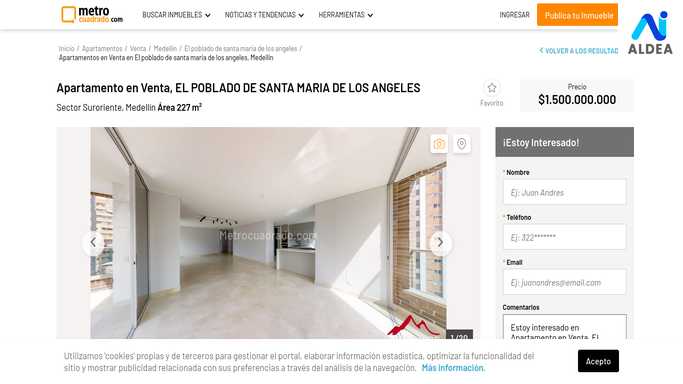 metro
cuadrado.com
BUSCAR INMUEBLES
NOTICIAS Y TENDENCIAS
HERRAMIENTAS
INGRESAR
Publica tu Inmueble
ALDEA
Inicio / Apartamentos / Venta / Medellín / El poblado de santa maria de los angeles /
Apartamentos en Venta en El poblado de santa maria de los angeles, Medellín
VOLVER A LOS RESULTAD
Apartamento en Venta, EL POBLADO DE SANTA MARIA DE LOS ANGELES
Sector Suroriente, Medellín Área 227 m²
Favorito
Precio
$1.500.000.000
Metrocuadrado.com
1/20
¡Estoy Interesado!
* Nombre
Ej: Juan Andres
* Teléfono
Ej: 322*******
* Email
Ej: juanandres@email.com
Comentarios
Estoy interesado en
Apartamento en Venta, EL
Utilizamos 'cookies' propias y de terceros para gestionar el portal, elaborar información estadística, optimizar la funcionalidad del
sitio y mostrar publicidad relacionada con sus preferencias a través del análisis de la navegación. Más información.
Acepto